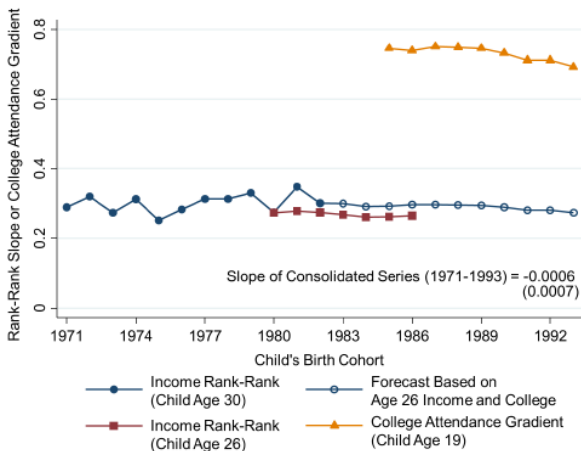 Rank-Rank Slope or College Attendance Gradient
0.8
0.6
0.4
0.2
0
Slope of Consolidated Series (1971-1993) = -0.0006
(0.0007)
1971 1974 1977 1980 1983 1986 1989 1992
Child's Birth Cohort
Income Rank-Rank
(Child Age 30)
Forecast Based on
Age 26 Income and College
Income Rank-Rank
(Child Age 26)
College Attendance Gradient
(Child Age 19)